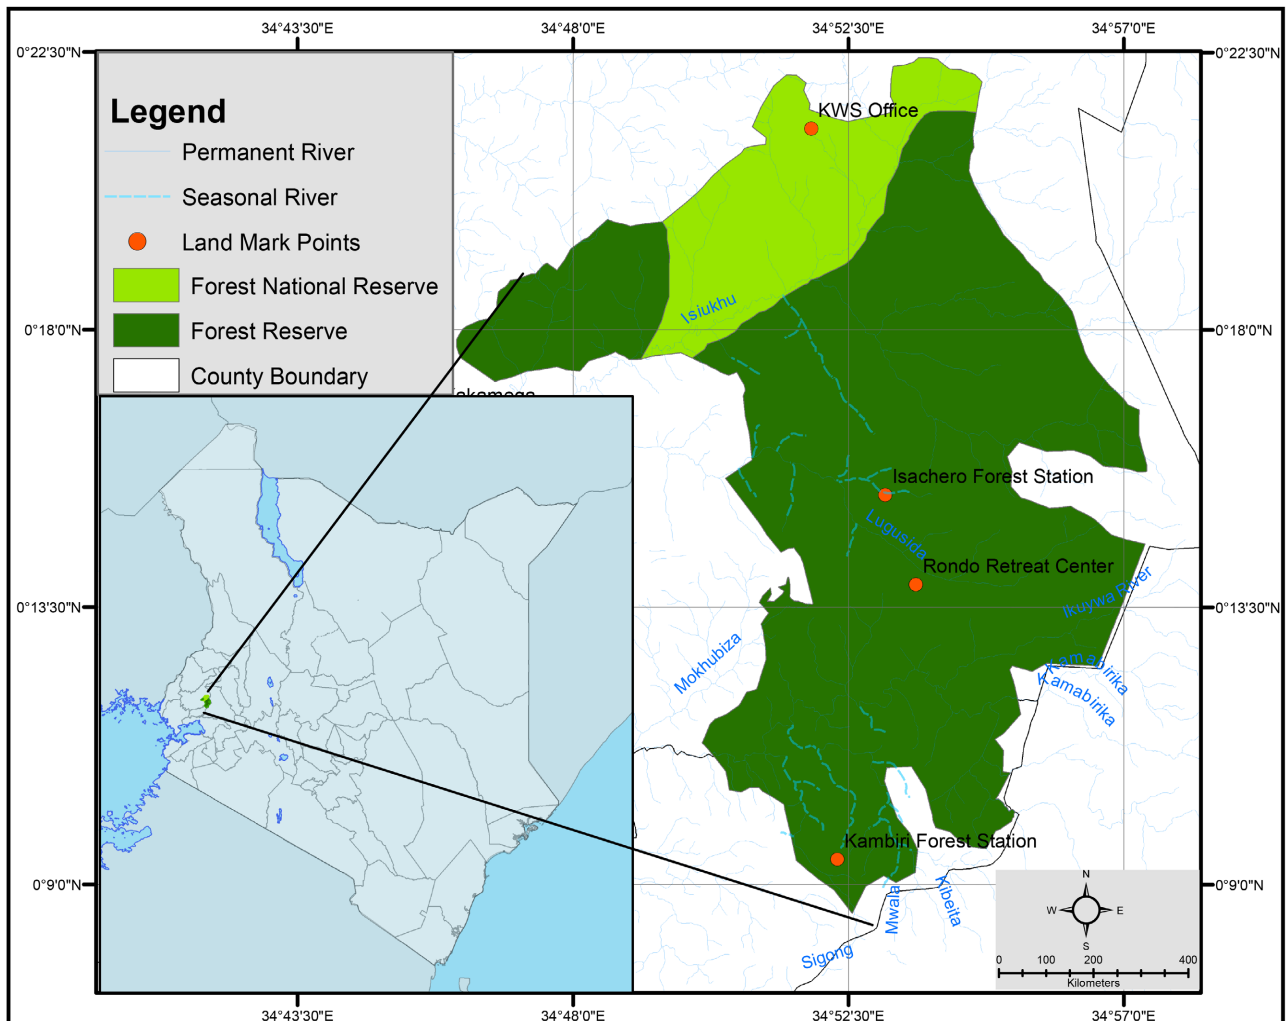 34°43'30"E 34°48'0"E 34°52'30"E 34°57'0"E
0°22'30"N 0°22'30"N
Legend
Permanent River
Seasonal River
Land Mark Points
Forest National Reserve
Forest Reserve
County Boundary
KWS Office
Isiukhu
0°18'0"N 0°18'0"N
akamega
Isachero Forest Station
Lugusida
Rondo Retreat Center
Ikuywa River
0°13'30"N 0°13'30"N
Mokhubiza
Kamabirika
Kamabirika
Kambiri Forest Station
0°9'0"N 0°9'0"N
Mwala
Kibeita
Sigong
N
W E
S
0 100 200 400
Kilometers
34°43'30"E 34°48'0"E 34°52'30"E 34°57'0"E